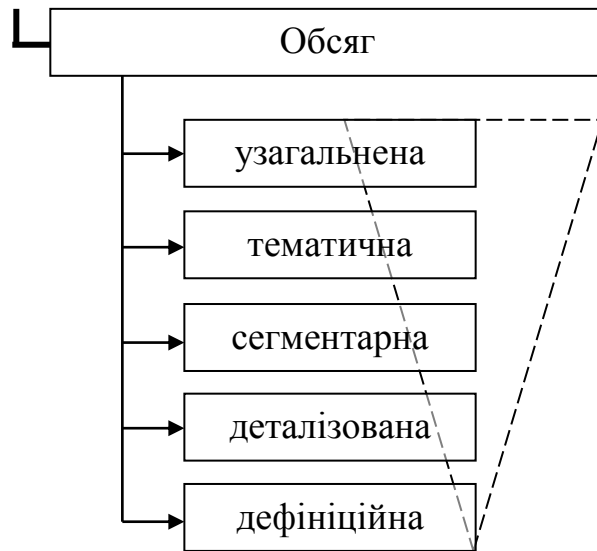 Обсяг
узагальнена
тематична
сегментарна
деталізована
дефініційна